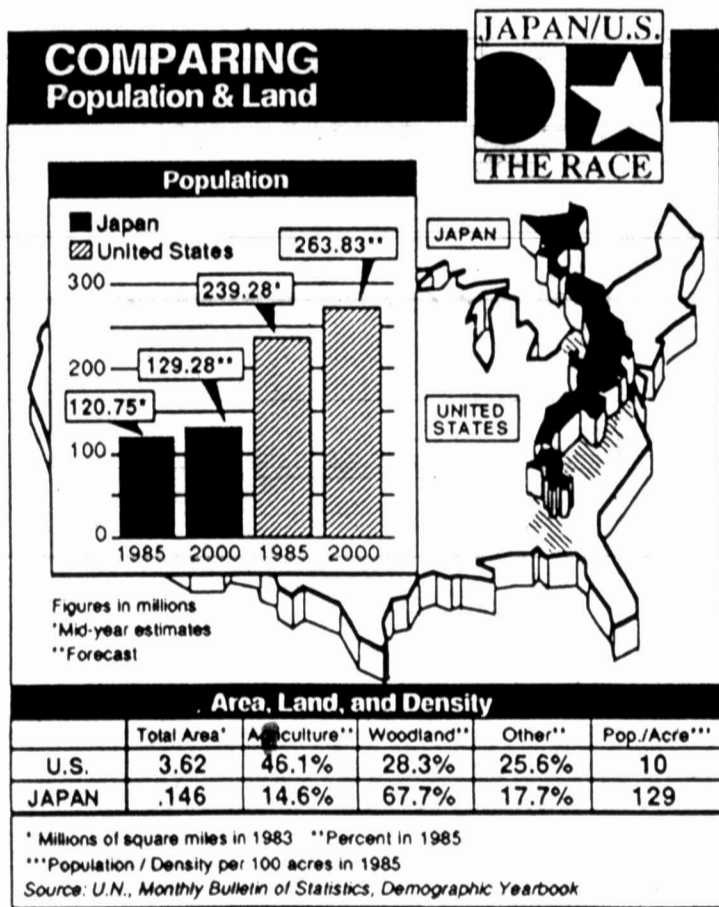 JAPAN/U.S.
THE RACE
COMPARING
Population & Land
Population
Japan
United States
263.83**
239.28*
129.28**
120.75*
300
200
100
0
1985 2000 1985 2000
JAPAN
UNITED
STATES
Figures in millions
*Mid-year estimates
**Forecast
Area, Land, and Density
Total Area* Agriculture** Woodland** Other** Pop./Acre***
U.S. 3.62 46.1% 28.3% 25.6% 10
JAPAN .146 14.6% 67.7% 17.7% 129
* Millions of square miles in 1983 **Percent in 1985
***Population / Density per 100 acres in 1985
Source: U.N., Monthly Bulletin of Statistics, Demographic Yearbook